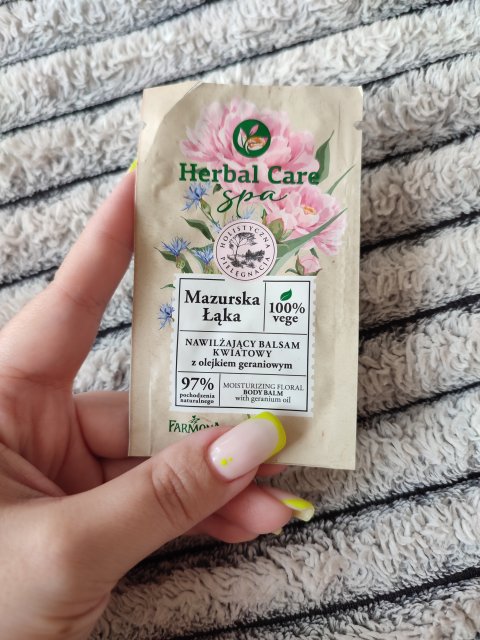 Herbal Care
spa
HOLISTYCZNA
PIELĘGNACJA
Mazurska
Łąka
100%
vege
NAWILŻAJĄCY BALSAM
KWIATOWY
z olejkiem geraniowym
97%
pochodzenia
naturalnego
MOISTURIZING FLORAL
BODY BALM
with geranium oil